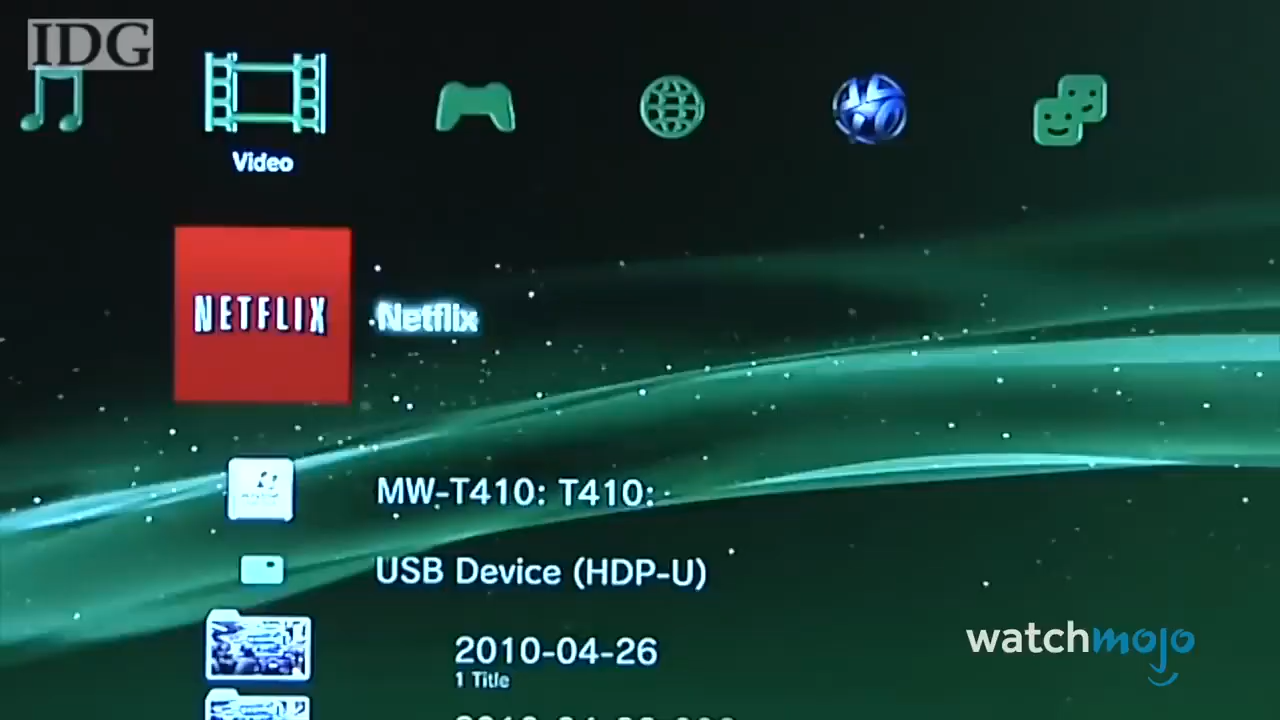 IDG
Video
NETFLIX
Netflix
MW-T410: T410:
USB Device (HDP-U)
2010-04-26
1 Title
watchmojo